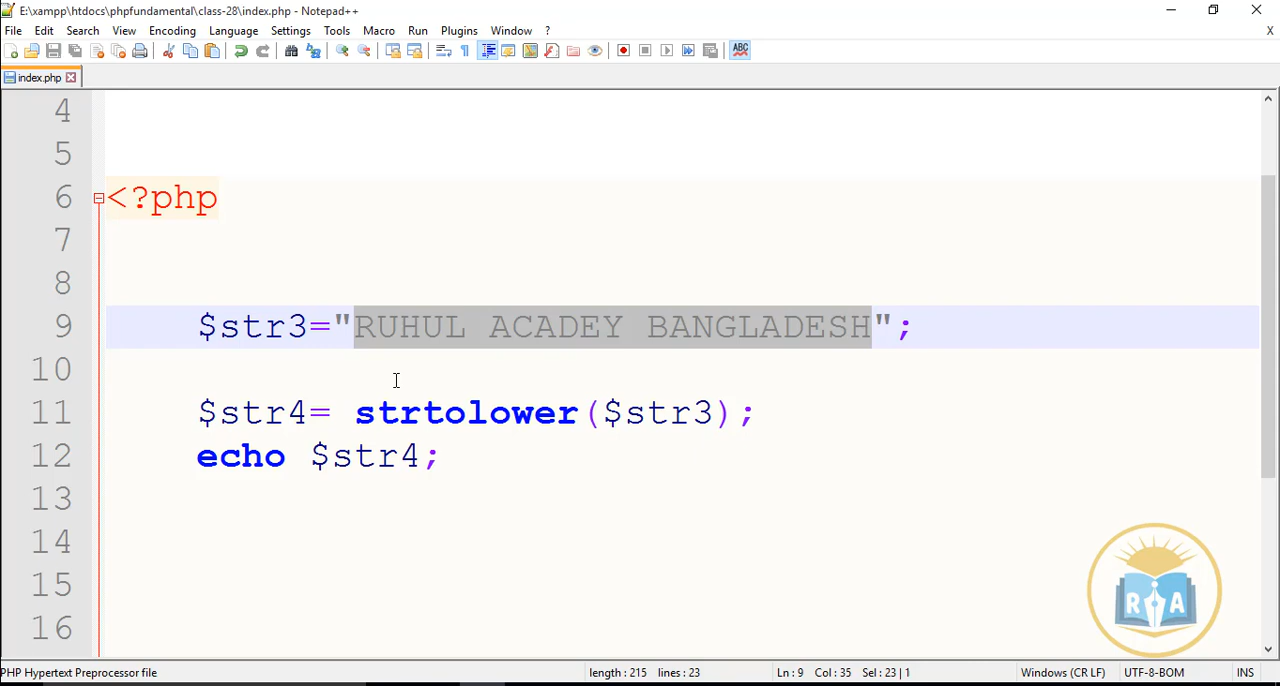 E:\xampp\htdocs\phpfundamental\class-28\index.php - Notepad++
File Edit Search View Encoding Language Settings Tools Macro Run Plugins Window ? X
ABC
index.php
4
5
6 <?php
7
8
9 $str3="RUHUL ACADEY BANGLADESH";
10
11 $str4= strtolower($str3);
12 echo $str4;
13
14
15
16
R A
PHP Hypertext Preprocessor file length : 215 lines : 23 Ln : 9 Col : 35 Sel : 23 | 1 Windows (CR LF) UTF-8-BOM INS